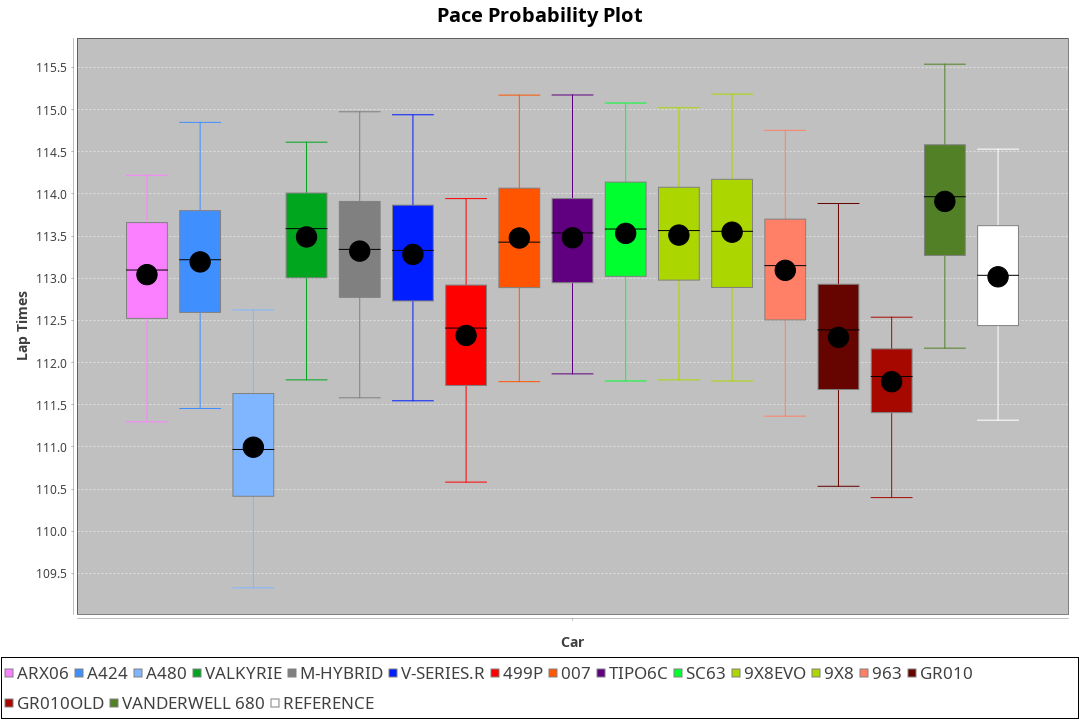 Pace Probability Plot
115.5
115.0
114.5
114.0
113.5
113.0
112.5
112.0
111.5
111.0
110.5
110.0
109.5
Lap Times
Car
ARX06 A424 A480 VALKYRIE M-HYBRID V-SERIES.R 499P 007 TIPO6C SC63 9X8EVO 9X8 963 GR010
GR010OLD VANDERWELL 680 REFERENCE